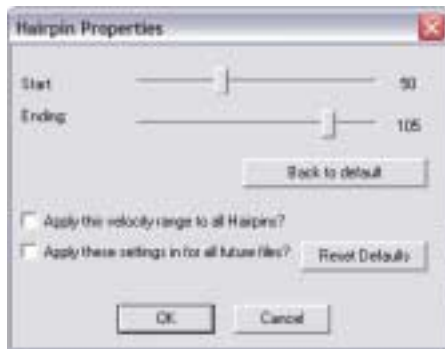 Hairpin Properties
Start
50
Ending:
105
Back to default
Apply this velocity range to all Hairpins?
Apply these settings in for all future files?
Reset Defaults
OK
Cancel